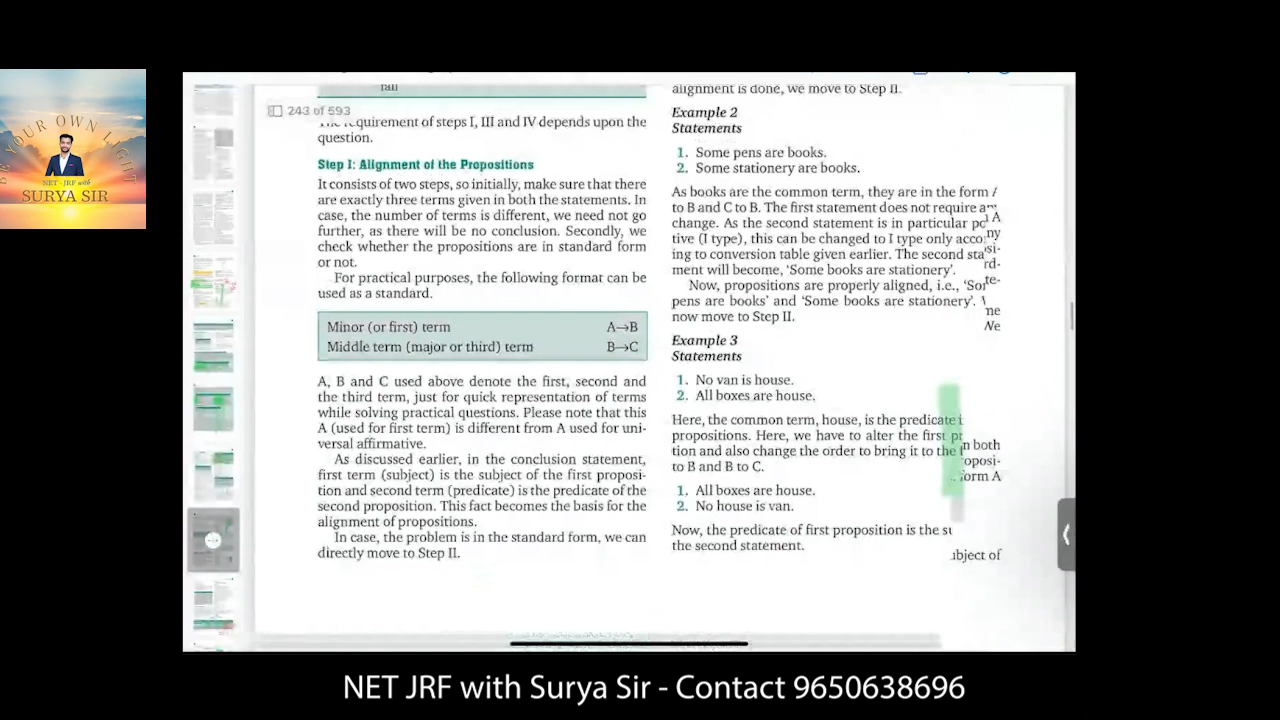 BE YOUR OWN LIGHT
NET - JRF with
SURYA SIR
fall
243 of 593
The requirement of steps I, III and IV depends upon the
question.
Step I: Alignment of the Propositions
It consists of two steps, so initially, make sure that there
are exactly three terms given in both the statements. In
case, the number of terms is different, we need not go
further, as there will be no conclusion. Secondly, we
check whether the propositions are in standard form
or not.
For practical purposes, the following format can be
used as a standard.
Minor (or first) term A→B
Middle term (major or third) term B→C
A, B and C used above denote the first, second and
the third term, just for quick representation of terms
while solving practical questions. Please note that this
A (used for first term) is different from A used for uni-
versal affirmative.
As discussed earlier, in the conclusion statement,
first term (subject) is the subject of the first proposi-
tion and second term (predicate) is the predicate of the
second proposition. This fact becomes the basis for the
alignment of propositions.
In case, the problem is in the standard form, we can
directly move to Step II.
alignment is done, we move to Step II.
Example 2
Statements
1. Some pens are books.
2. Some stationery are books.
As books are the common term, they are in the form
to B and C to B. The first statement does not require
change. As the second statement is in particular
tive (I type), this can be changed to I type only
ing to conversion table given earlier. The second
ment will become, 'Some books are stationery'.
Now, propositions are properly aligned, i.e.,
pens are books' and 'Some books are stationery'.
now move to Step II.
Example 3
Statements
1. No van is house.
2. All boxes are house.
Here, the common term, house, is the predicate
propositions. Here, we have to alter the first
tion and also change the order to bring it to the
to B and B to C.
1. All boxes are house.
2. No house is van.
Now, the predicate of first proposition is the
the second statement.
n both
oposi-
orm A
bject of
NET JRF with Surya Sir - Contact 9650638696